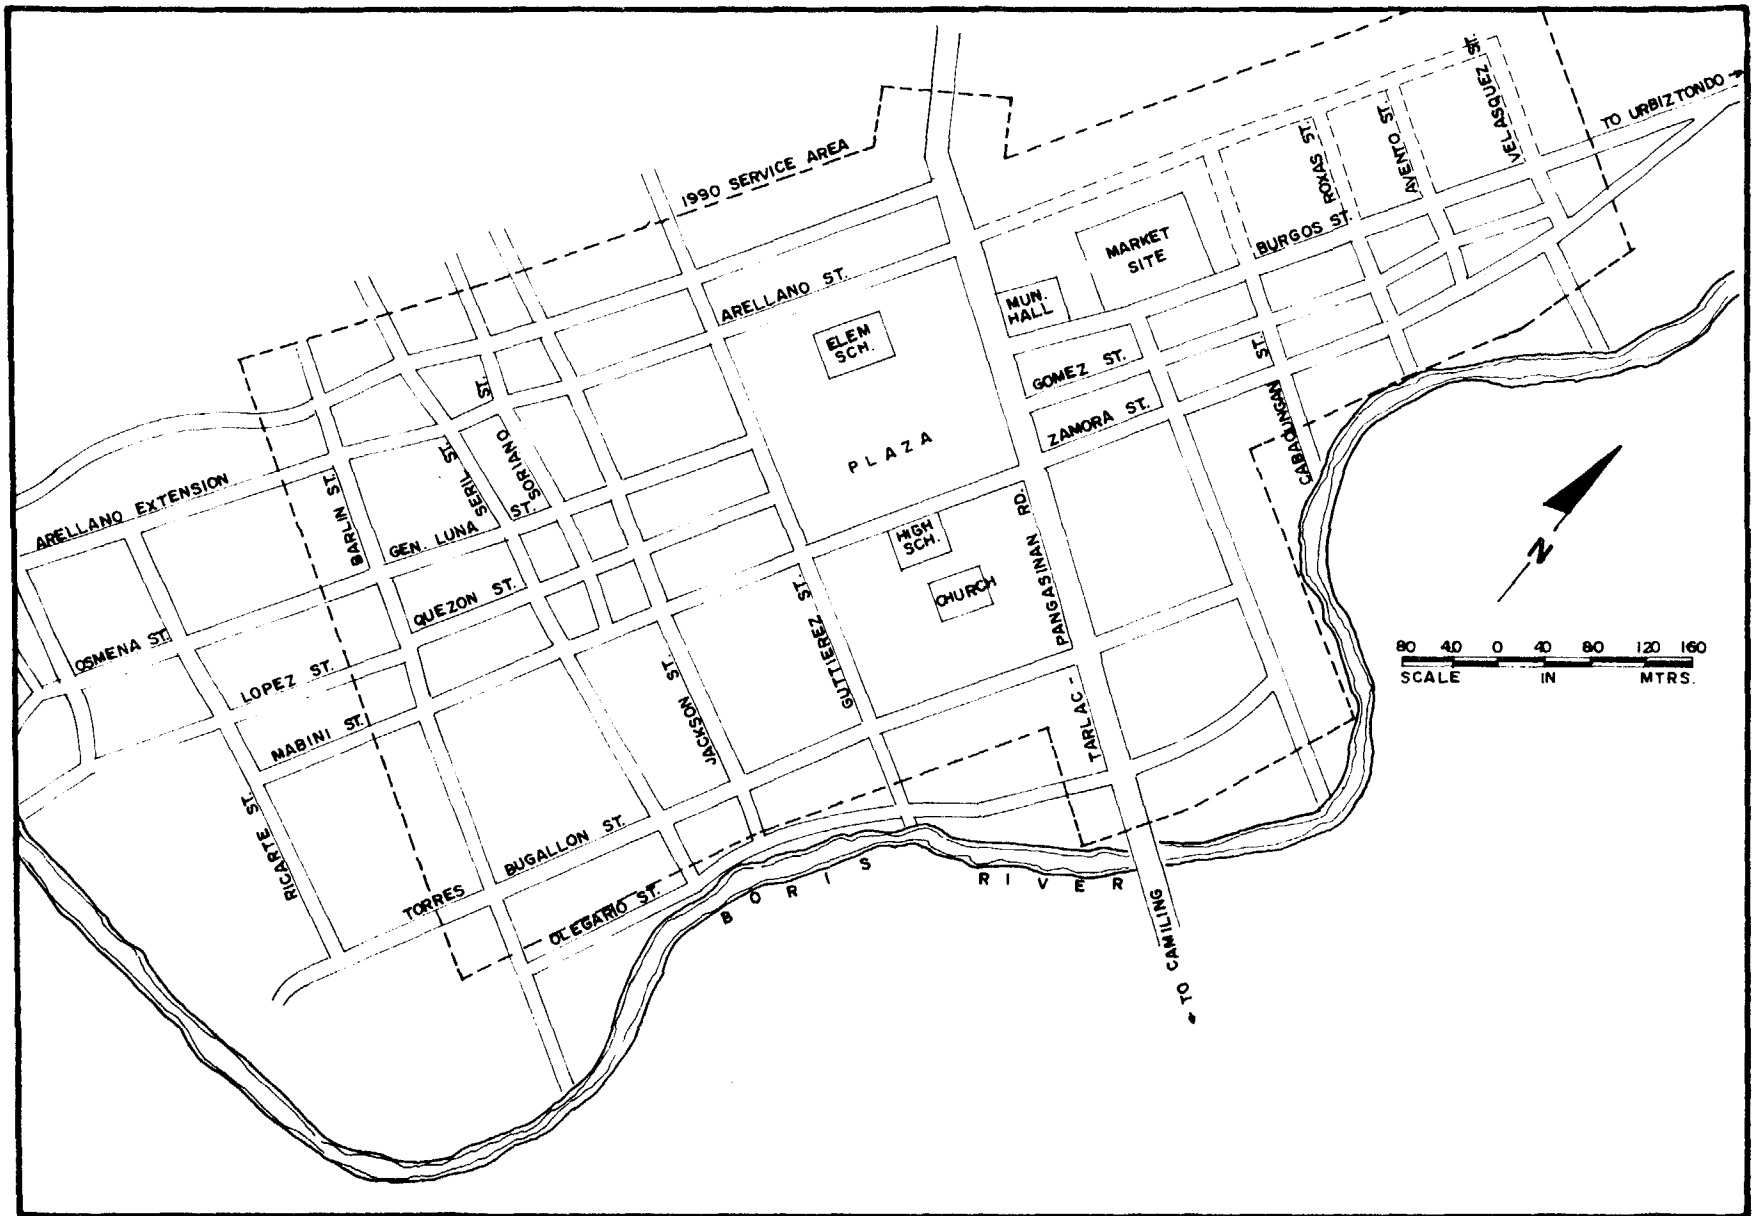 1990 SERVICE AREA
TO URBIZTONDO
VELASQUEZ ST.
AVENTO ST.
ROXAS ST.
BURGOS ST.
MARKET
SITE
MUN.
HALL
ARELLANO ST.
ELEM
SCH.
GOMEZ ST.
ZAMORA ST.
CABAQUINGAN ST.
PLAZA
SORIANO ST.
SERIL ST.
ARELLANO EXTENSION
BARLIN ST.
GEN. LUNA ST.
QUEZON ST.
HIGH
SCH.
CHURCH
TARLAC - PANGASINAN RD.
GUTTIEREZ ST
JACKSON ST.
OSMENA ST.
LOPEZ ST.
MABINI ST.
RICARTE ST.
TORRES BUGALLON ST.
OLEGARIO ST.
BORIS RIVER
TO CAMILING
N
80 40 0 40 80 120 160
SCALE IN MTRS.